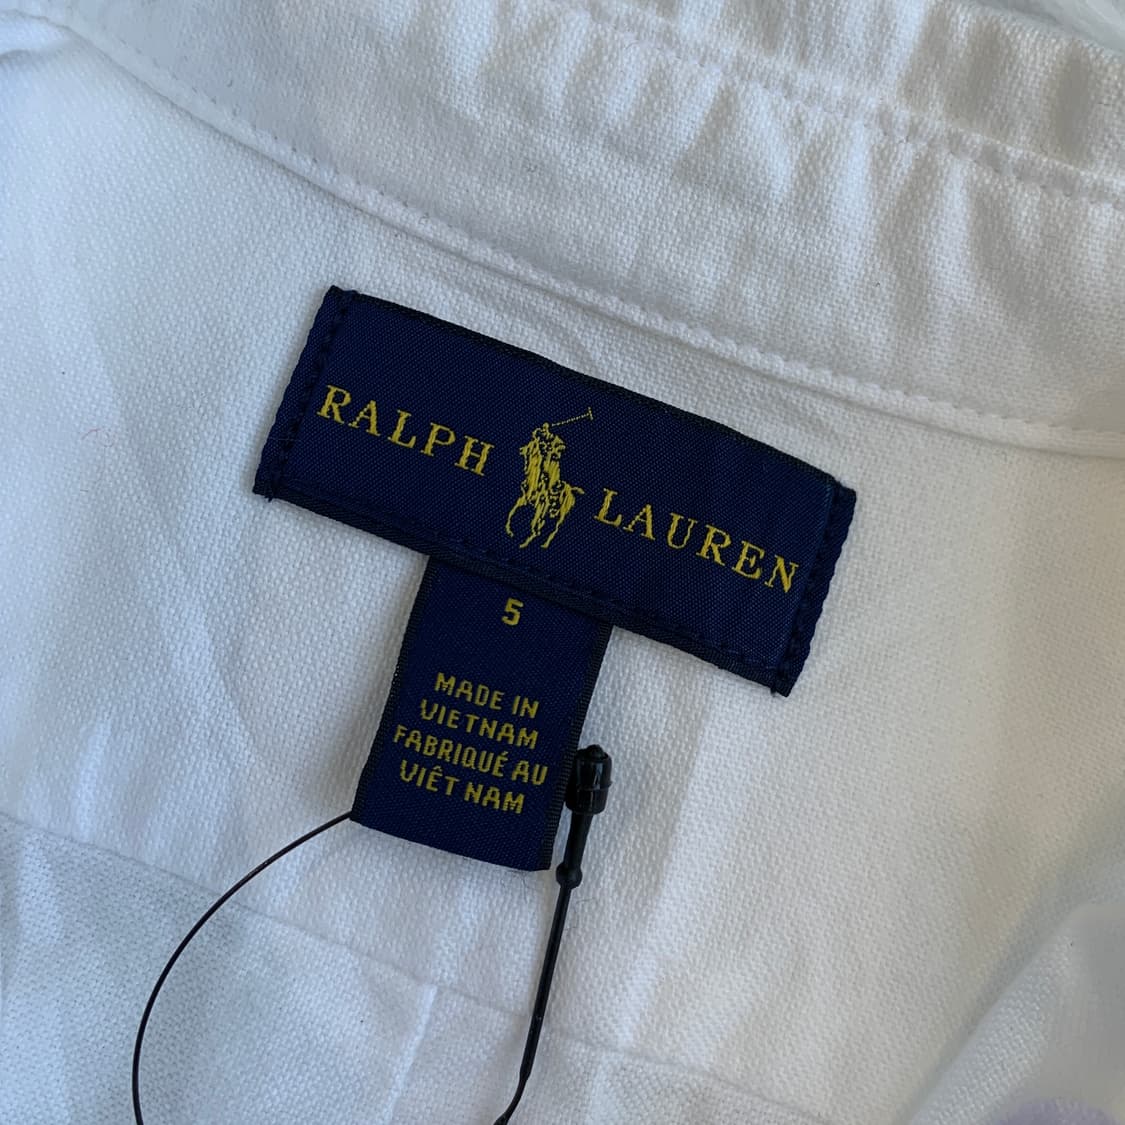 RALPH LAUREN
5
MADE IN
VIETNAM
FABRIQUÉ AU
VIÊT NAM